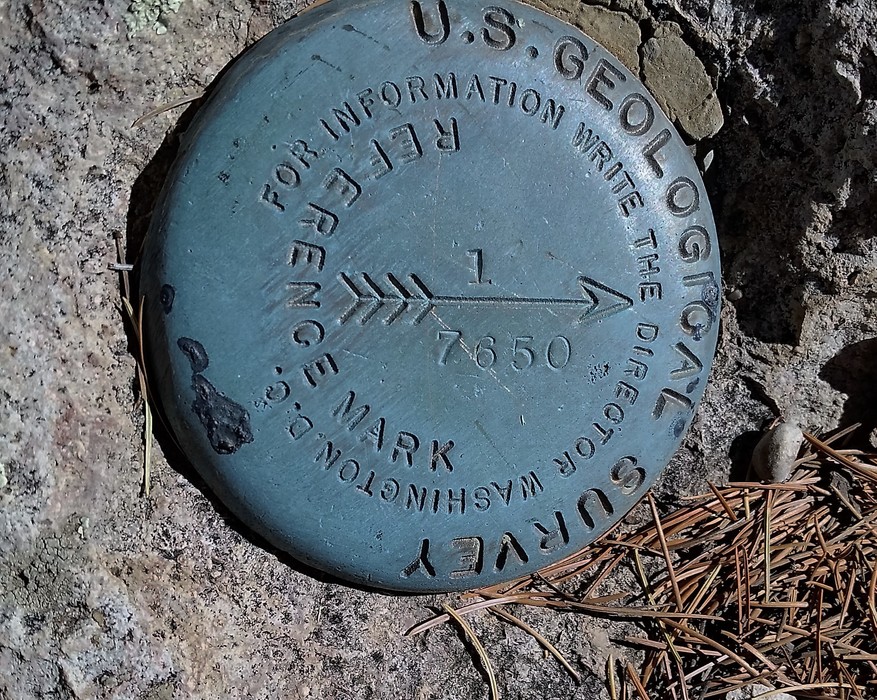 U.S. GEOLOGICAL SURVEY
FOR INFORMATION WRITE THE DIRECTOR WASHINGTON, D.C.
REFERENCE MARK
1
7650